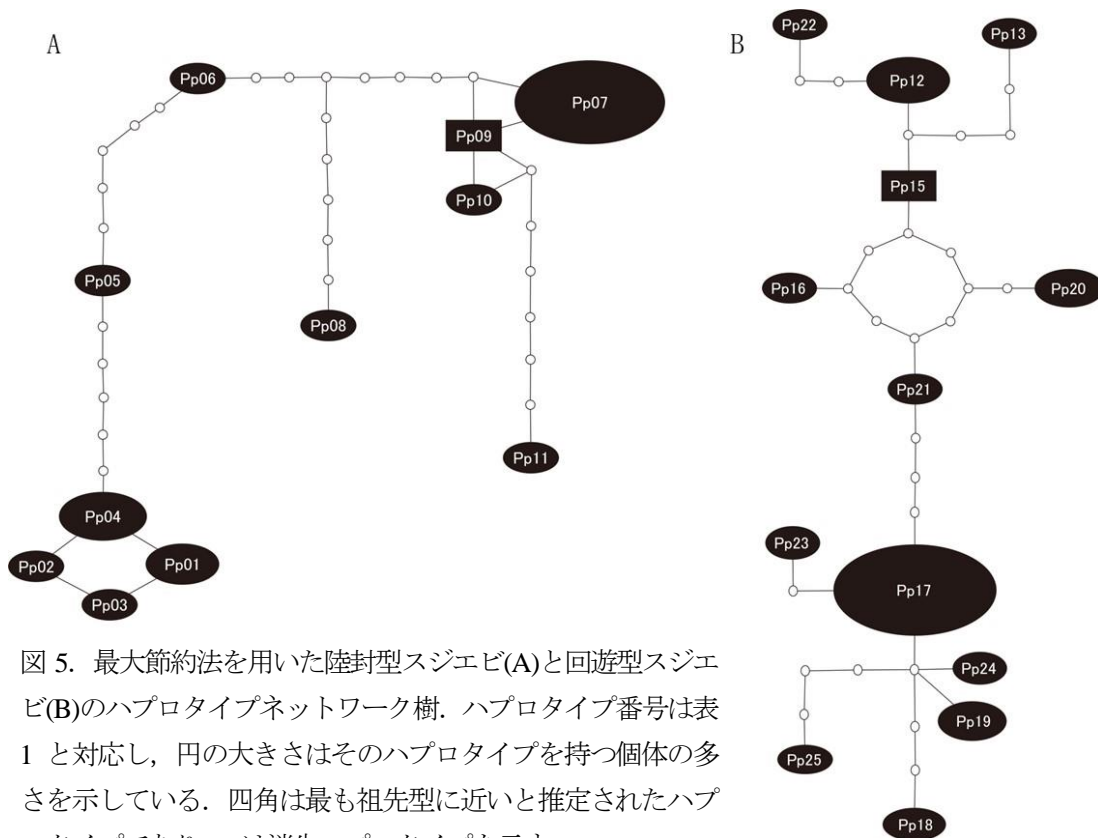 A
B
Pp22
Pp13
Pp12
Pp06
Pp07
Pp09
Pp15
Pp10
Pp05
Pp16
Pp20
Pp08
Pp21
Pp11
Pp04
Pp23
Pp02
Pp01
Pp17
Pp03
Pp24
Pp19
Pp25
Pp18
図 5. 最大節約法を用いた陸封型スジエビ(A)と回遊型スジエ
ビ(B)のハプロタイプネットワーク樹. ハプロタイプ番号は表
1 と対応し，円の大きさはそのハプロタイプを持つ個体の多
さを示している. 四角は最も祖先型に近いと推定されたハプ